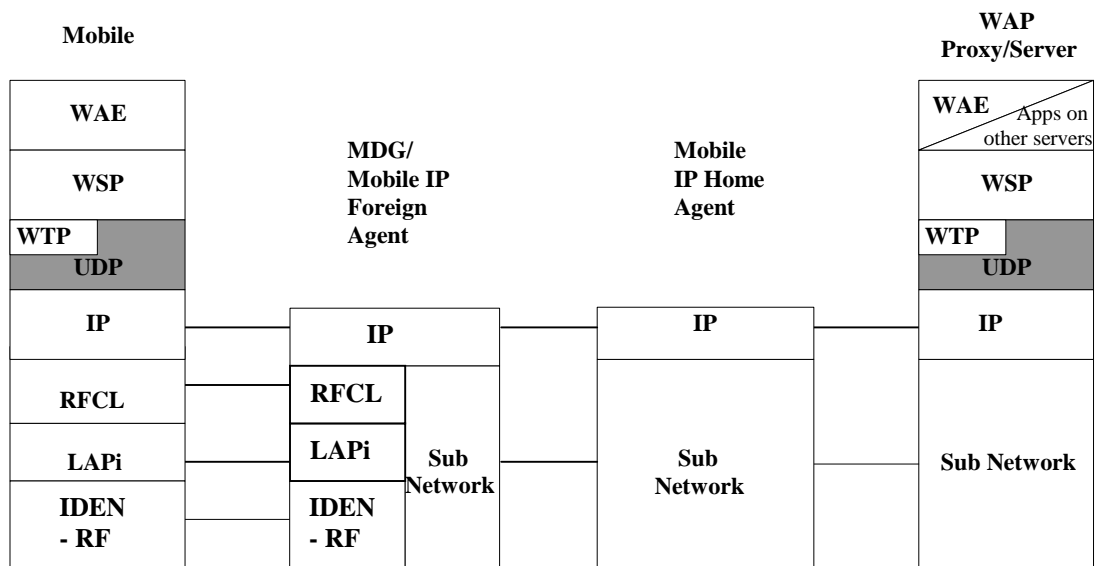 Mobile
WAP
Proxy/Server
WAE
WSP
WTP
UDP
IP
RFCL
LAPi
IDEN
- RF
MDG/
Mobile IP
Foreign
Agent
IP
RFCL
LAPi
IDEN
- RF
Sub
Network
Mobile
IP Home
Agent
IP
Sub
Network
WAE
Apps on
other servers
WSP
WTP
UDP
IP
Sub Network